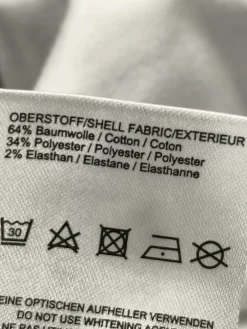 OBERSTOFF/SHELL FABRIC/EXTERIEUR
64% Baumwolle / Cotton / Coton
34% Polyester / Polyester / Polyester
2% Elasthan / Elastane / Elasthanne
30
EINE OPTISCHEN AUFHELLER VERWENDEN
DO NOT USE WHITENING AGEN